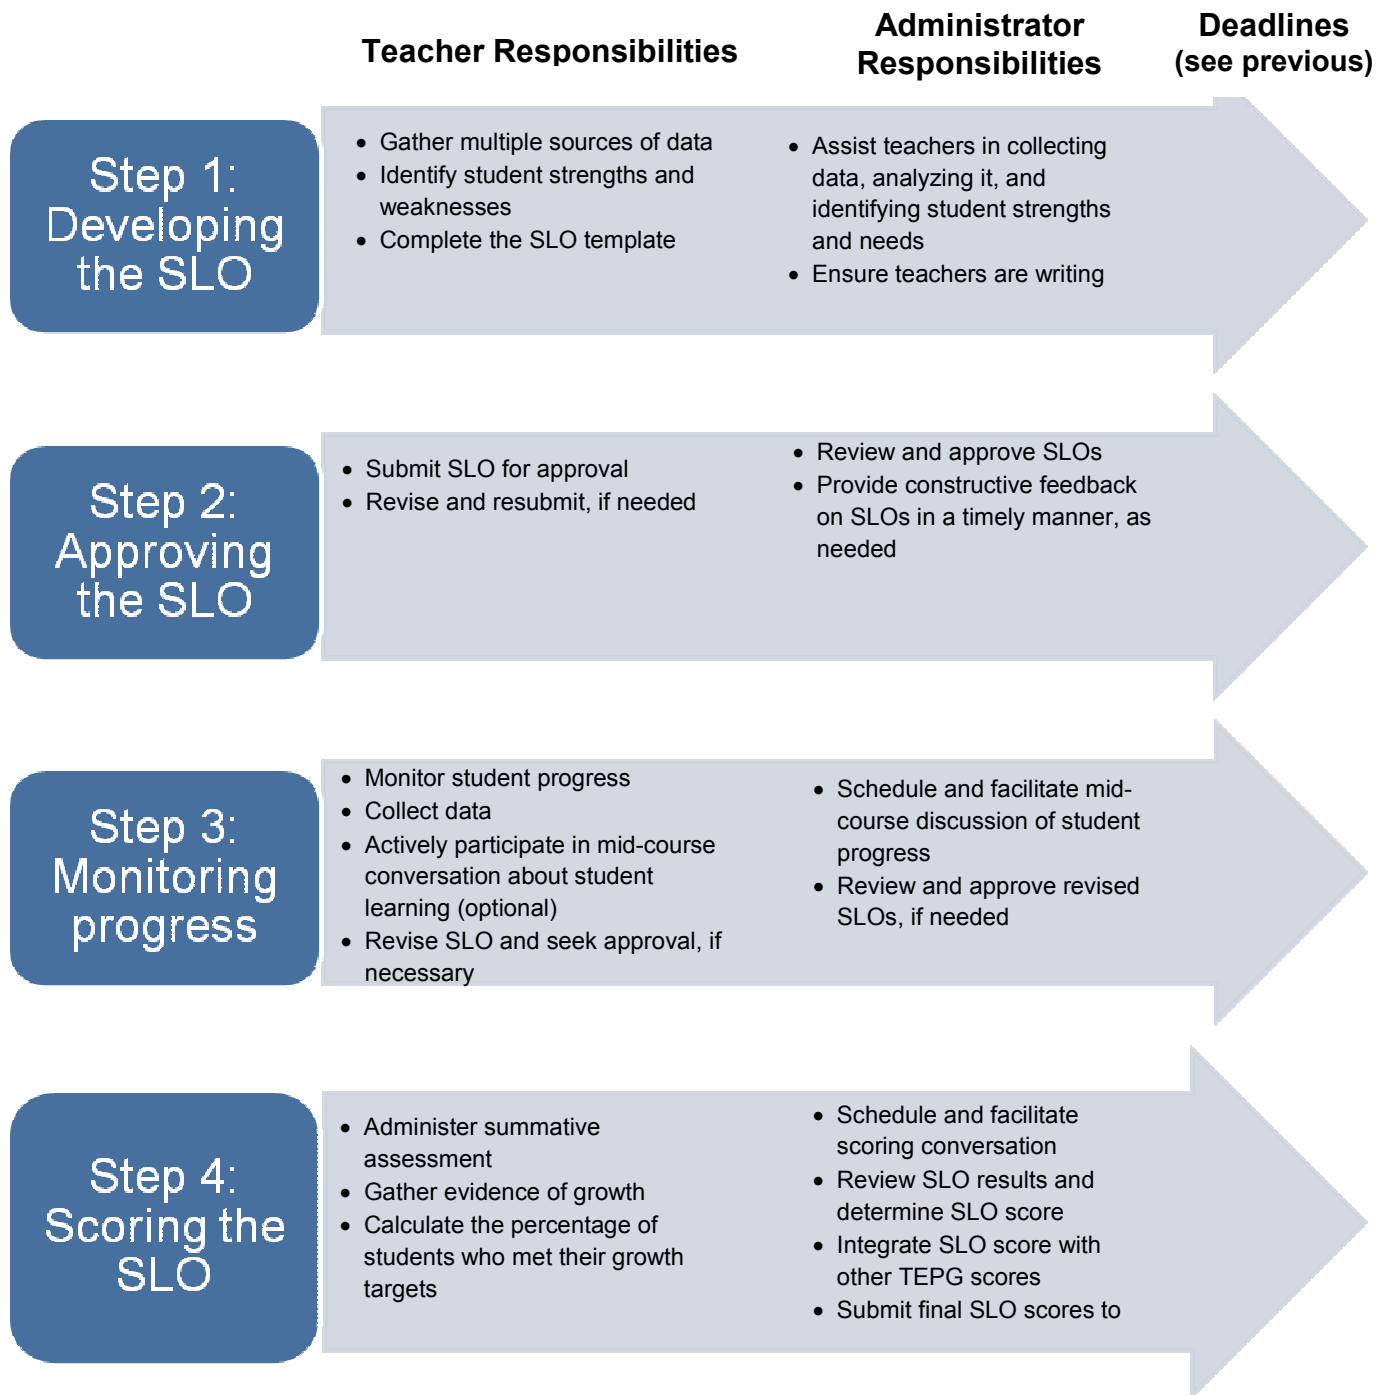 Teacher Responsibilities
Administrator
Responsibilities
Deadlines
(see previous)
Step 1:
Developing
the SLO
• Gather multiple sources of data
• Identify student strengths and
weaknesses
• Complete the SLO template
• Assist teachers in collecting
data, analyzing it, and
identifying student strengths
and needs
• Ensure teachers are writing
Step 2:
Approving
the SLO
• Submit SLO for approval
• Revise and resubmit, if needed
• Review and approve SLOs
• Provide constructive feedback
on SLOs in a timely manner, as
needed
Step 3:
Monitoring
progress
• Monitor student progress
• Collect data
• Actively participate in mid-course
conversation about student
learning (optional)
• Revise SLO and seek approval, if
necessary
• Schedule and facilitate mid-
course discussion of student
progress
• Review and approve revised
SLOs, if needed
Step 4:
Scoring the
SLO
• Administer summative
assessment
• Gather evidence of growth
• Calculate the percentage of
students who met their growth
targets
• Schedule and facilitate
scoring conversation
• Review SLO results and
determine SLO score
• Integrate SLO score with
other TEPG scores
• Submit final SLO scores to